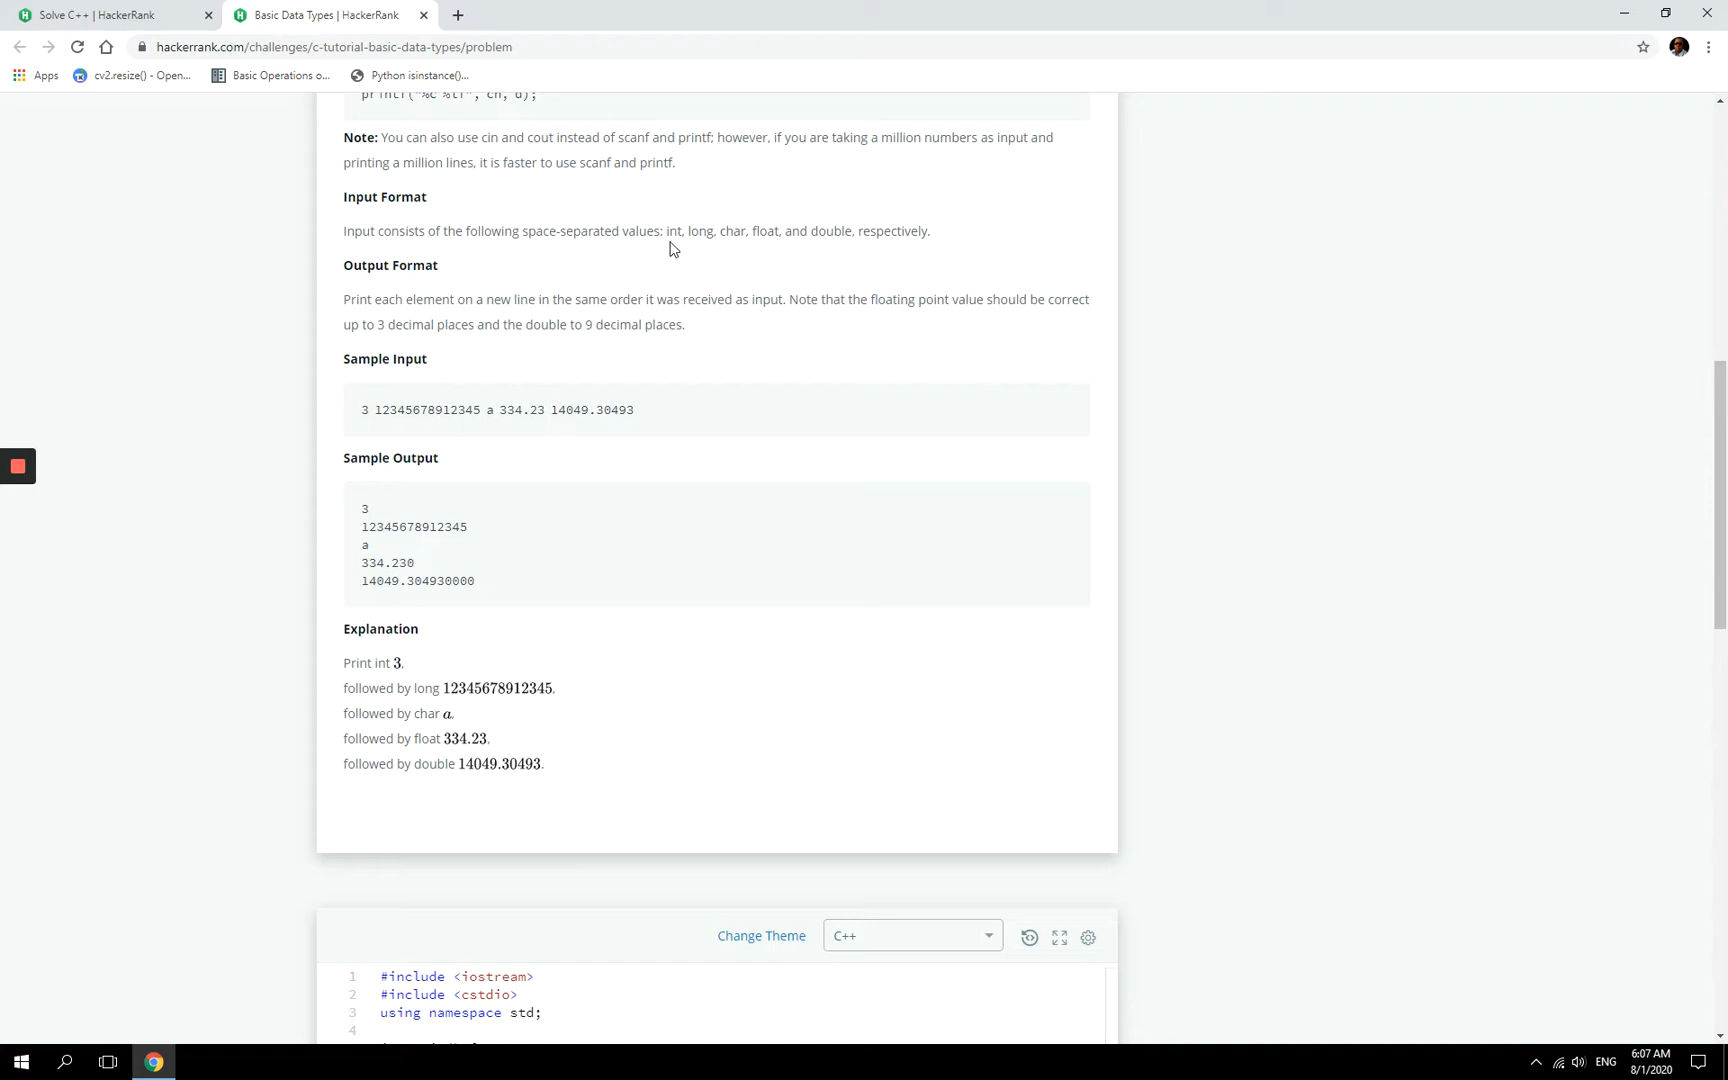 Solve C++ | HackerRank
Basic Data Types | HackerRank
hackerrank.com/challenges/c-tutorial-basic-data-types/problem
Apps
cv2.resize() - Open...
Basic Operations o...
Python isinstance()...
printf("%c %lf", ch, d);
Note: You can also use cin and cout instead of scanf and printf; however, if you are taking a million numbers as input and
printing a million lines, it is faster to use scanf and printf.
Input Format
Input consists of the following space-separated values: int, long, char, float, and double, respectively.
Output Format
Print each element on a new line in the same order it was received as input. Note that the floating point value should be correct
up to 3 decimal places and the double to 9 decimal places.
Sample Input
3 12345678912345 a 334.23 14049.30493
Sample Output
3
12345678912345
a
334.230
14049.304930000
Explanation
Print int 3,
followed by long 12345678912345,
followed by char a,
followed by float 334.23,
followed by double 14049.30493.
Change Theme
C++
1 #include <iostream>
2 #include <cstdio>
3 using namespace std;
4
ENG
6:07 AM
8/1/2020